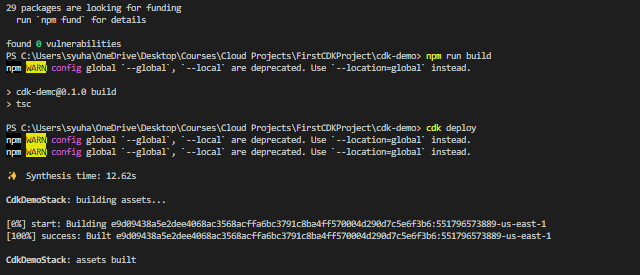 29 packages are looking for funding
run `npm fund` for details
found 0 vulnerabilities
PS C:\Users\syuha\OneDrive\Desktop\Courses\Cloud Projects\FirstCDKProject\cdk-demo> npm run build
npm WARN config global `--global`, `--local` are deprecated. Use `--location=global` instead.
> cdk-demo@0.1.0 build
> tsc
PS C:\Users\syuha\OneDrive\Desktop\Courses\Cloud Projects\FirstCDKProject\cdk-demo> cdk deploy
npm WARN config global `--global`, `--local` are deprecated. Use `--location=global` instead.
npm WARN config global `--global`, `--local` are deprecated. Use `--location=global` instead.
✨ Synthesis time: 12.62s
CdkDemoStack: building assets...
[0%] start: Building e9d09438a5e2dee4068ac3568acffa6bc3791c8ba4ff570004d290d7c5e6f3b6:551796573889-us-east-1
[100%] success: Built e9d09438a5e2dee4068ac3568acffa6bc3791c8ba4ff570004d290d7c5e6f3b6:551796573889-us-east-1
CdkDemoStack: assets built